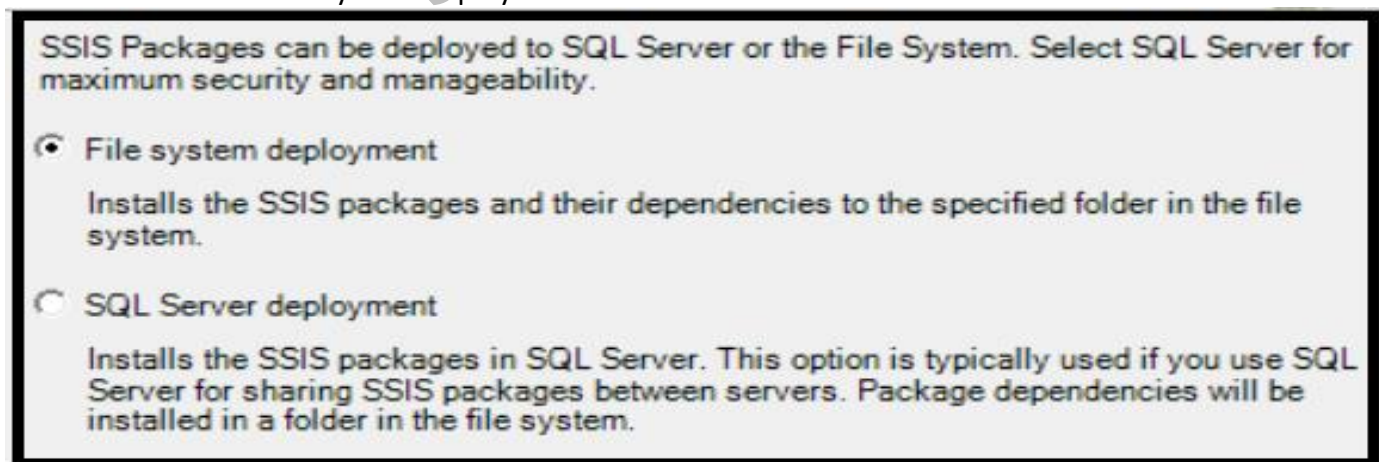 SSIS Packages can be deployed to SQL Server or the File System. Select SQL Server for
maximum security and manageability.
File system deployment
Installs the SSIS packages and their dependencies to the specified folder in the file
system.
SQL Server deployment
Installs the SSIS packages in SQL Server. This option is typically used if you use SQL
Server for sharing SSIS packages between servers. Package dependencies will be
installed in a folder in the file system.